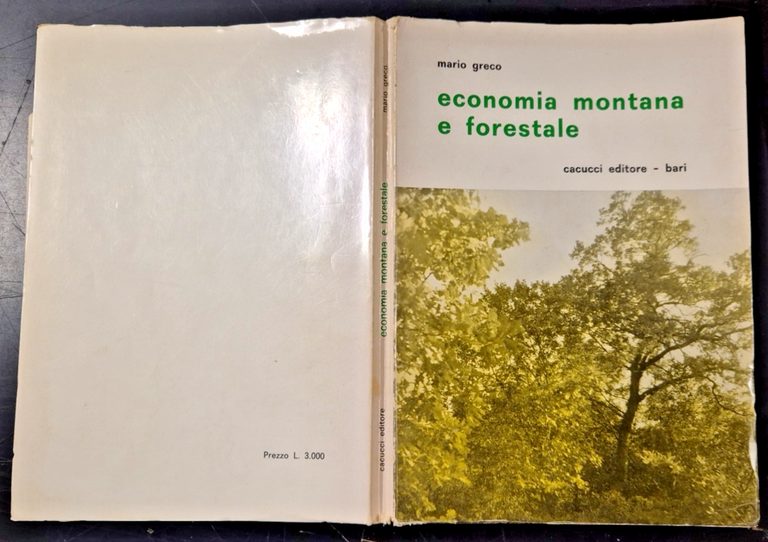 Prezzo L. 3.000
mario greco
economia montana e forestale
cacucci editore
mario greco
economia montana
e forestale
cacucci editore - bari